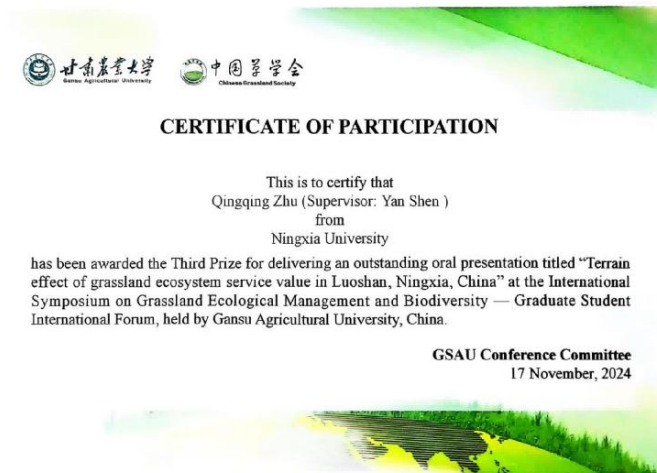 甘肃农业大学
Gansu Agricultural University
中国草学会
Chinese Grassland Society
CERTIFICATE OF PARTICIPATION
This is to certify that
Qingqing Zhu (Supervisor: Yan Shen )
from
Ningxia University
has been awarded the Third Prize for delivering an outstanding oral presentation titled “Terrain
effect of grassland ecosystem service value in Luoshan, Ningxia, China” at the International
Symposium on Grassland Ecological Management and Biodiversity — Graduate Student
International Forum, held by Gansu Agricultural University, China.
GSAU Conference Committee
17 November, 2024